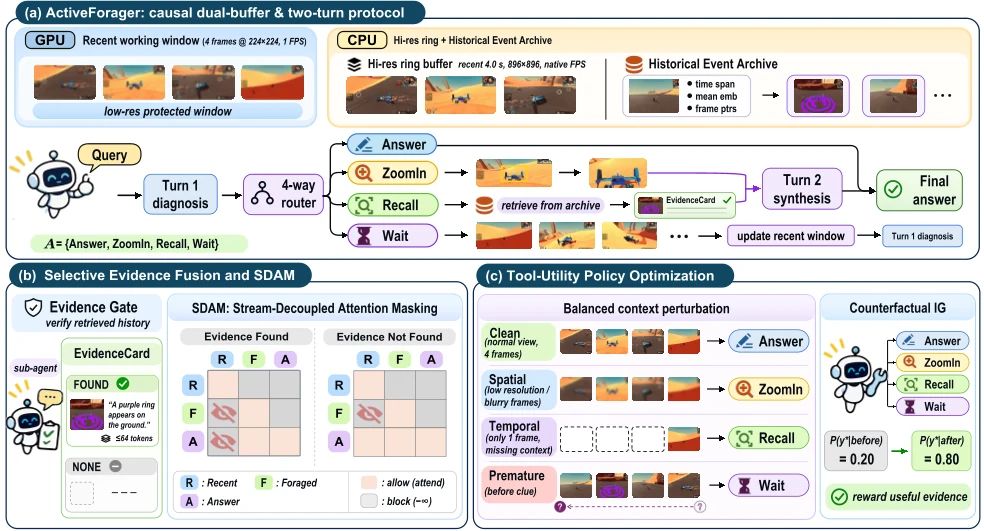 (a) ActiveForager: causal dual-buffer & two-turn protocol
GPU Recent working window (4 frames @ 224×224, 1 FPS)
low-res protected window
CPU Hi-res ring + Historical Event Archive
Hi-res ring buffer recent 4.0 s, 896×896, native FPS
Historical Event Archive
• time span
• mean emb
• frame ptrs
...
Query
Turn 1
diagnosis
4-way
router
Answer
ZoomIn
Recall
retrieve from archive
EvidenceCard
Wait
...
update recent window
Turn 1 diagnosis
Turn 2
synthesis
Final
answer
A = {Answer, ZoomIn, Recall, Wait}
(b) Selective Evidence Fusion and SDAM
Evidence Gate
verify retrieved history
sub-agent
EvidenceCard
FOUND
"A purple ring
appears on
the ground."
≤64 tokens
NONE
---
SDAM: Stream-Decoupled Attention Masking
Evidence Found
R F A
R
F
A
Evidence Not Found
R F A
R
F
A
R : Recent F : Foraged
A : Answer
: allow (attend)
: block (−∞)
(c) Tool-Utility Policy Optimization
Balanced context perturbation
Clean
(normal view,
4 frames)
Answer
Spatial
(low resolution /
blurry frames)
ZoomIn
Temporal
(only 1 frame,
missing context)
Recall
Premature
(before clue)
Wait
? ?
Counterfactual IG
Answer
ZoomIn
Recall
Wait
P(y*|before)
= 0.20
P(y*|after)
= 0.80
reward useful evidence